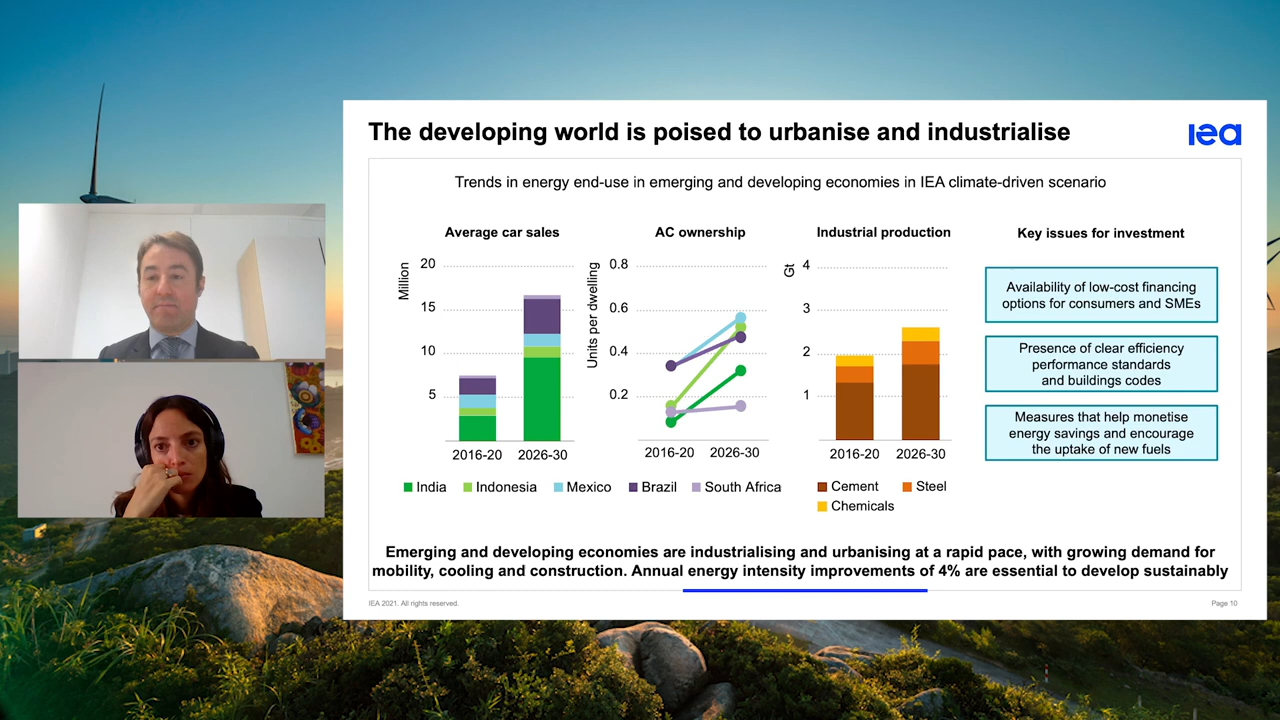 The developing world is poised to urbanise and industrialise
iea
Trends in energy end-use in emerging and developing economies in IEA climate-driven scenario
Average car sales
Million
20
15
10
5
2016-20 2026-30
AC ownership
Units per dwelling
0.8
0.6
0.4
0.2
2016-20 2026-30
India Indonesia Mexico Brazil South Africa
Industrial production
Gt
4
3
2
1
2016-20 2026-30
Cement Steel
Chemicals
Key issues for investment
Availability of low-cost financing
options for consumers and SMEs
Presence of clear efficiency
performance standards
and buildings codes
Measures that help monetise
energy savings and encourage
the uptake of new fuels
Emerging and developing economies are industrialising and urbanising at a rapid pace, with growing demand for
mobility, cooling and construction. Annual energy intensity improvements of 4% are essential to develop sustainably
IEA 2021. All rights reserved.
Page 10